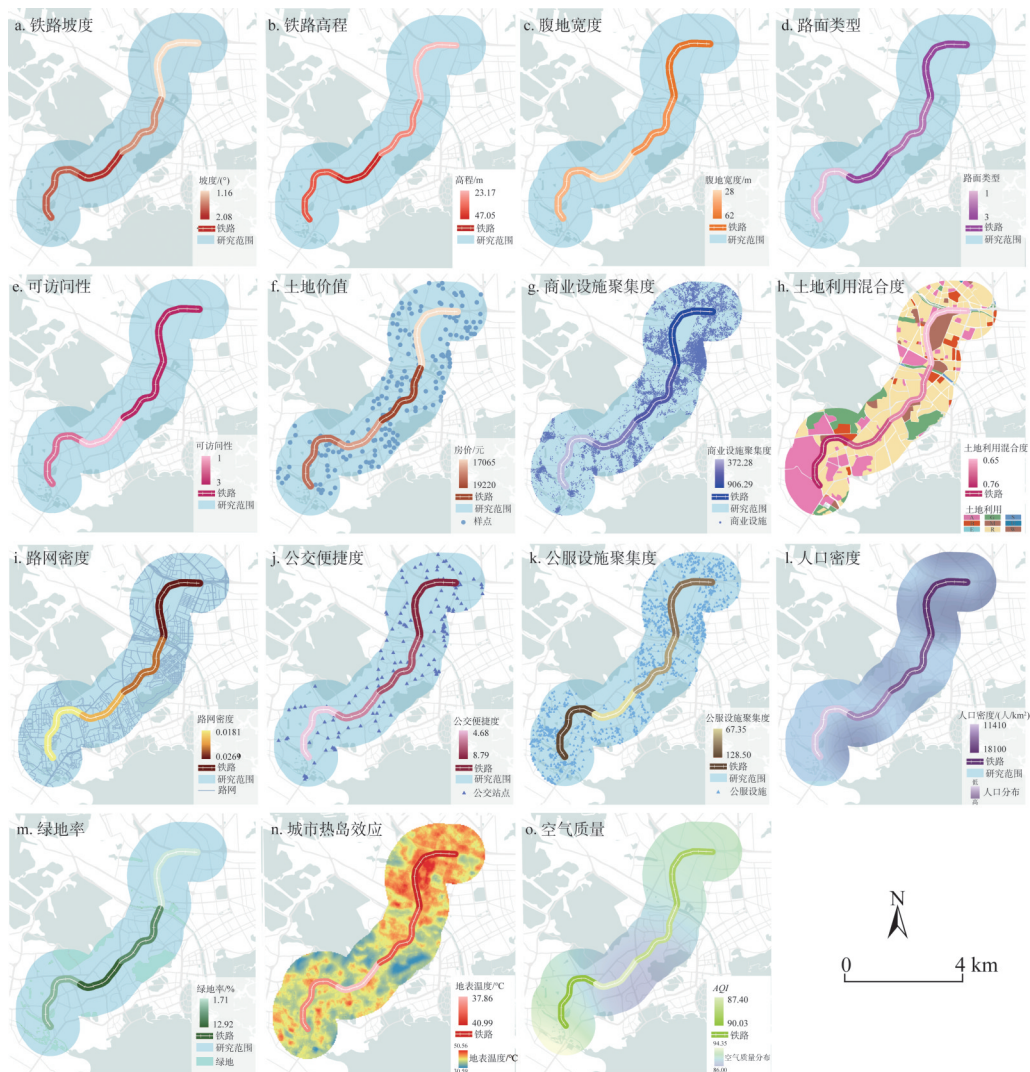 a. 铁路坡度
坡度/(°)
1.16
2.08
铁路
研究范围
b. 铁路高程
高程/m
23.17
47.05
铁路
研究范围
c. 腹地宽度
腹地宽度/m
28
62
铁路
研究范围
d. 路面类型
路面类型
1
3
铁路
研究范围
e. 可访问性
可访问性
1
3
铁路
研究范围
f. 土地价值
房价/元
17065
19220
铁路
研究范围
样点
g. 商业设施聚集度
商业设施聚集度
372.28
906.29
铁路
研究范围
商业设施
h. 土地利用混合度
土地利用混合度
0.65
0.76
铁路
土地利用
R
i. 路网密度
路网密度
0.0181
0.0269
铁路
研究范围
路网
j. 公交便捷度
公交便捷度
4.68
8.79
铁路
研究范围
公交站点
k. 公服设施聚集度
公服设施聚集度
67.35
128.50
铁路
研究范围
公服设施
l. 人口密度
人口密度/(人/km²)
11410
18100
铁路
研究范围
低
人口分布
高
m. 绿地率
绿地率/%
1.71
12.92
铁路
研究范围
绿地
n. 城市热岛效应
地表温度/℃
37.86
40.99
铁路
50.56
地表温度/℃
30.59
o. 空气质量
AQI
87.40
90.03
铁路
94.35
空气质量分布
86.00
N
0 4 km